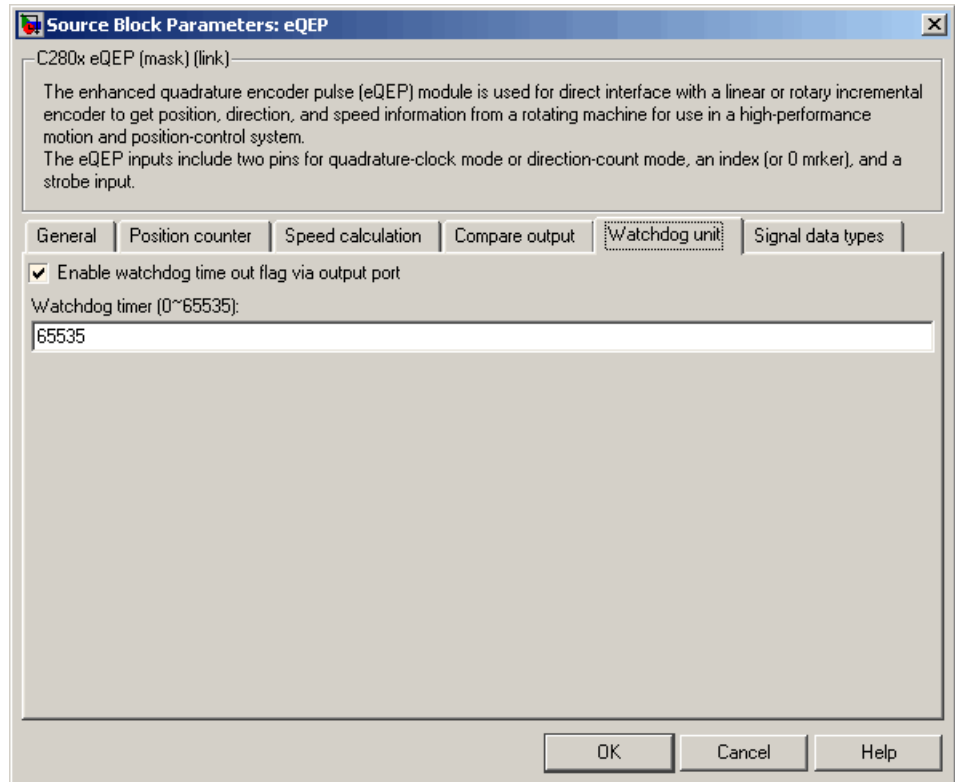 Source Block Parameters: eQEP
C280x eQEP (mask) (link)
The enhanced quadrature encoder pulse (eQEP) module is used for direct interface with a linear or rotary incremental
encoder to get position, direction, and speed information from a rotating machine for use in a high-performance
motion and position-control system.
The eQEP inputs include two pins for quadrature-clock mode or direction-count mode, an index (or 0 mrker), and a
strobe input.
General Position counter Speed calculation Compare output Watchdog unit Signal data types
Enable watchdog time out flag via output port
Watchdog timer (0~65535):
65535
OK Cancel Help